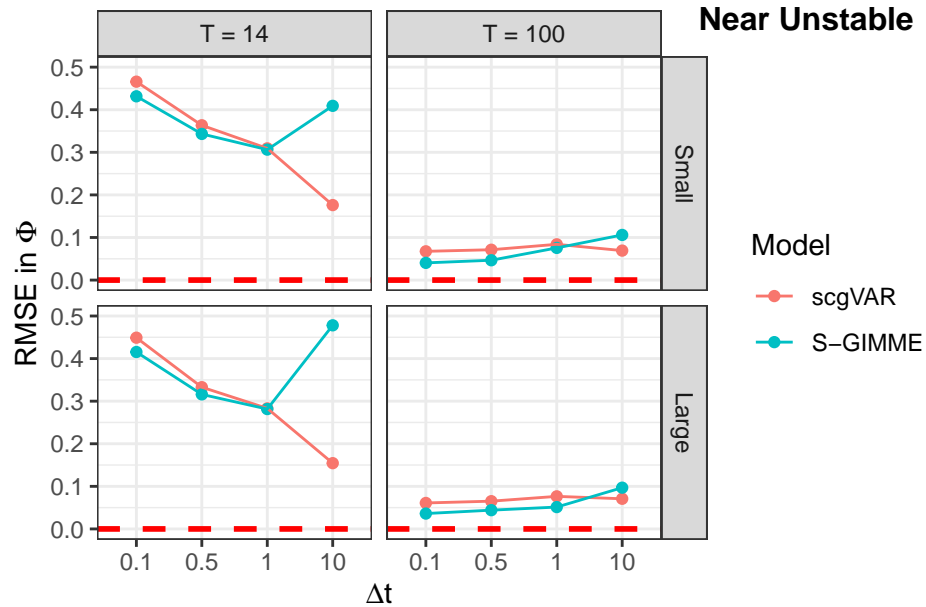 Near Unstable
T = 14
T = 100
0.5
0.4
0.3
0.2
0.1
0.0
Small
0.5
0.4
0.3
0.2
0.1
0.0
Large
RMSE in Φ
0.1 0.5 1 10
0.1 0.5 1 10
Δt
Model
scgVAR
S−GIMME